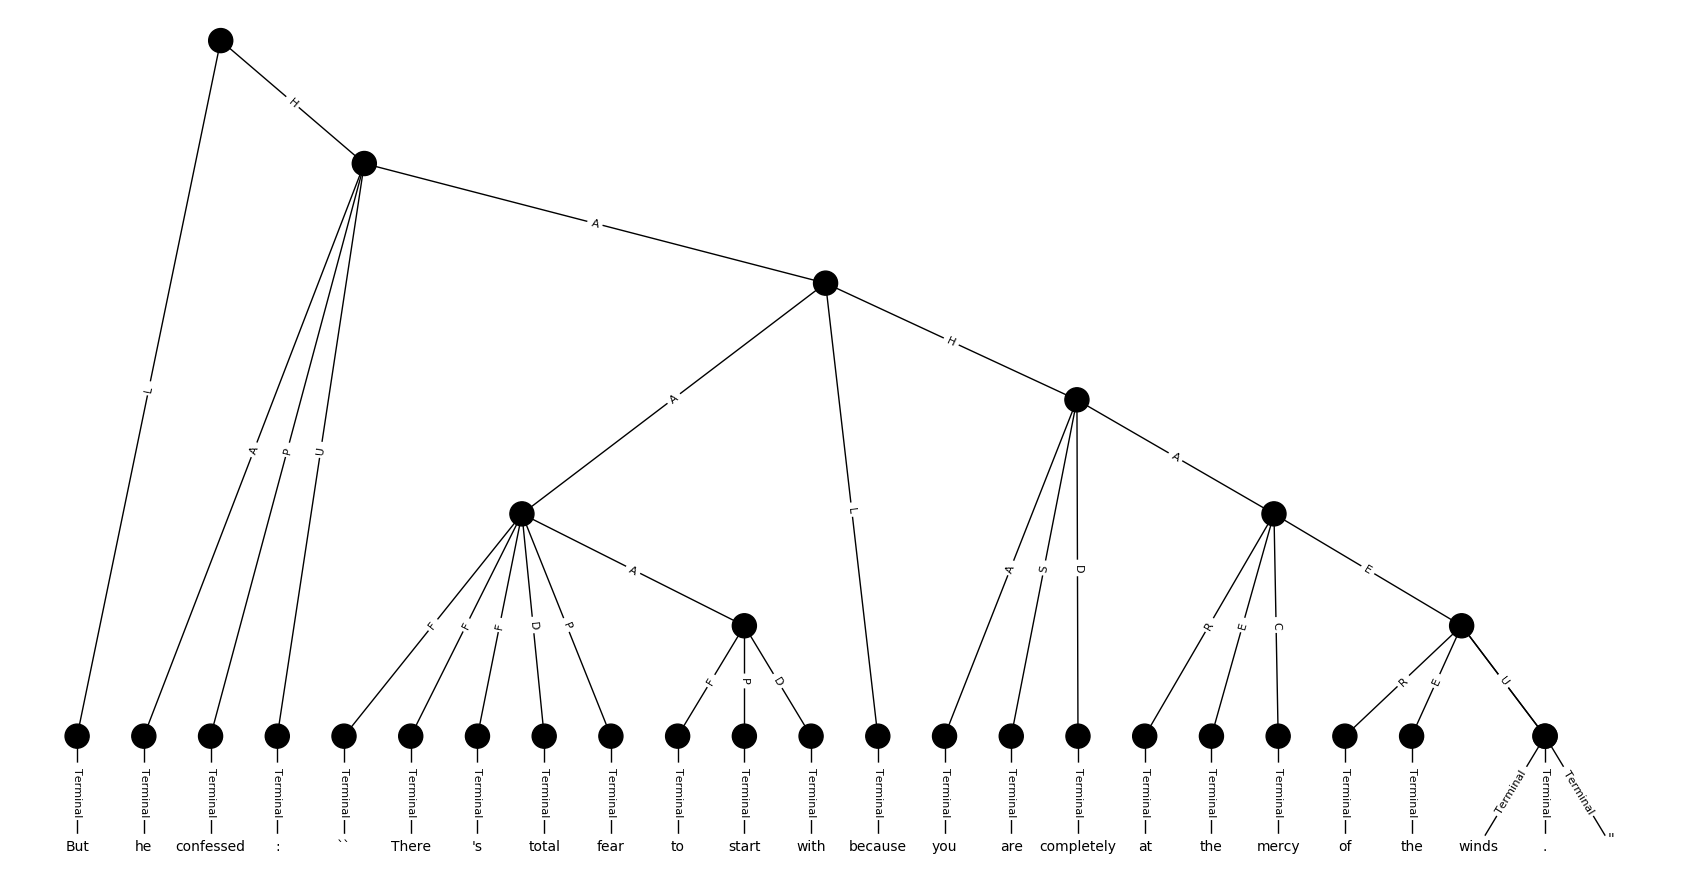 H
A
H
L A A
A P U L A S D A E
F F F D P R E C
F P D R E U
Terminal Terminal Terminal Terminal Terminal Terminal Terminal Terminal Terminal Terminal Terminal Terminal Terminal Terminal Terminal Terminal Terminal Terminal Terminal Terminal Terminal Terminal Terminal Terminal
But he confessed : `` There 's total fear to start with because you are completely at the mercy of the winds . "